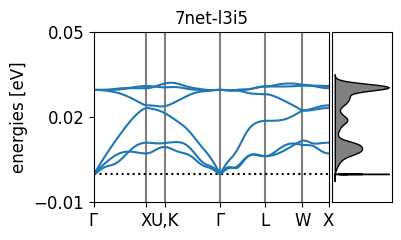 7net-l3i5
energies [eV]
0.05
0.02
−0.01
Γ X U,K Γ L W X